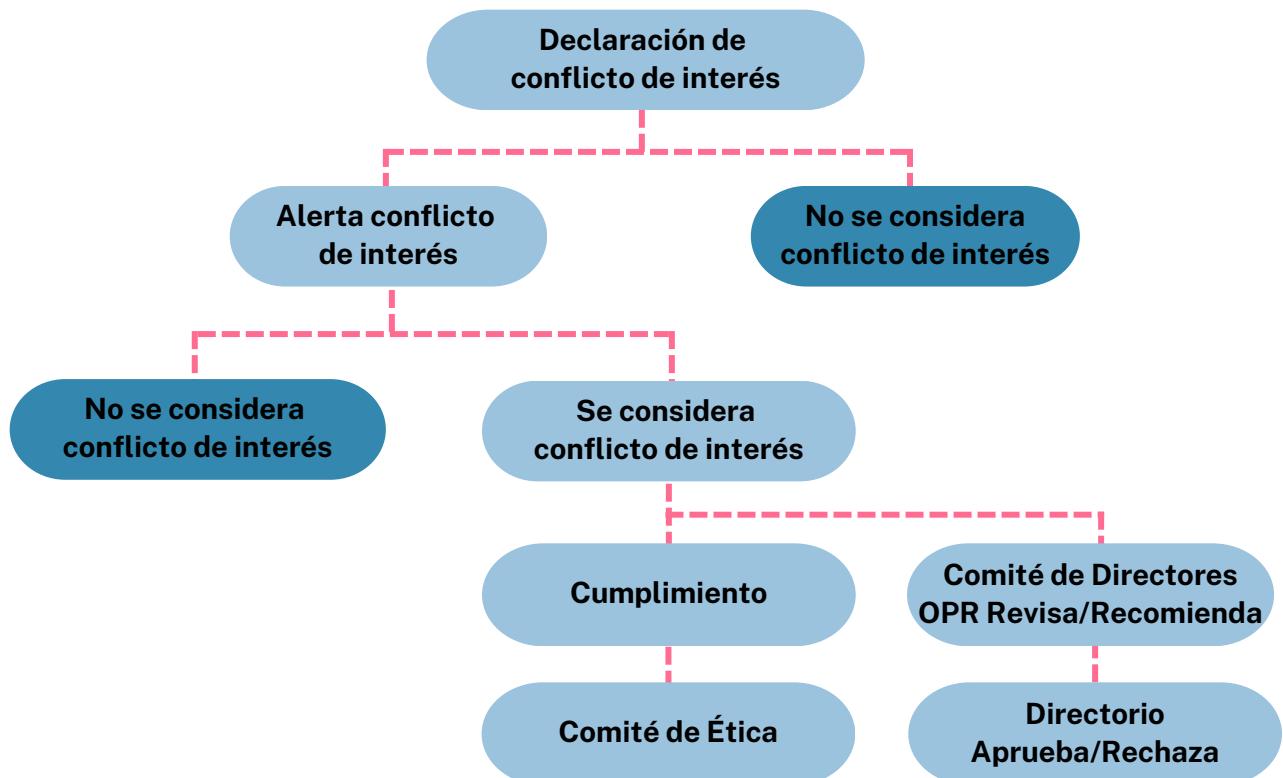 Declaración de
conflicto de interés
Alerta conflicto
de interés
No se considera
conflicto de interés
No se considera
conflicto de interés
Se considera
conflicto de interés
Cumplimiento
Comité de Directores
OPR Revisa/Recomienda
Comité de Ética
Directorio
Aprueba/Rechaza